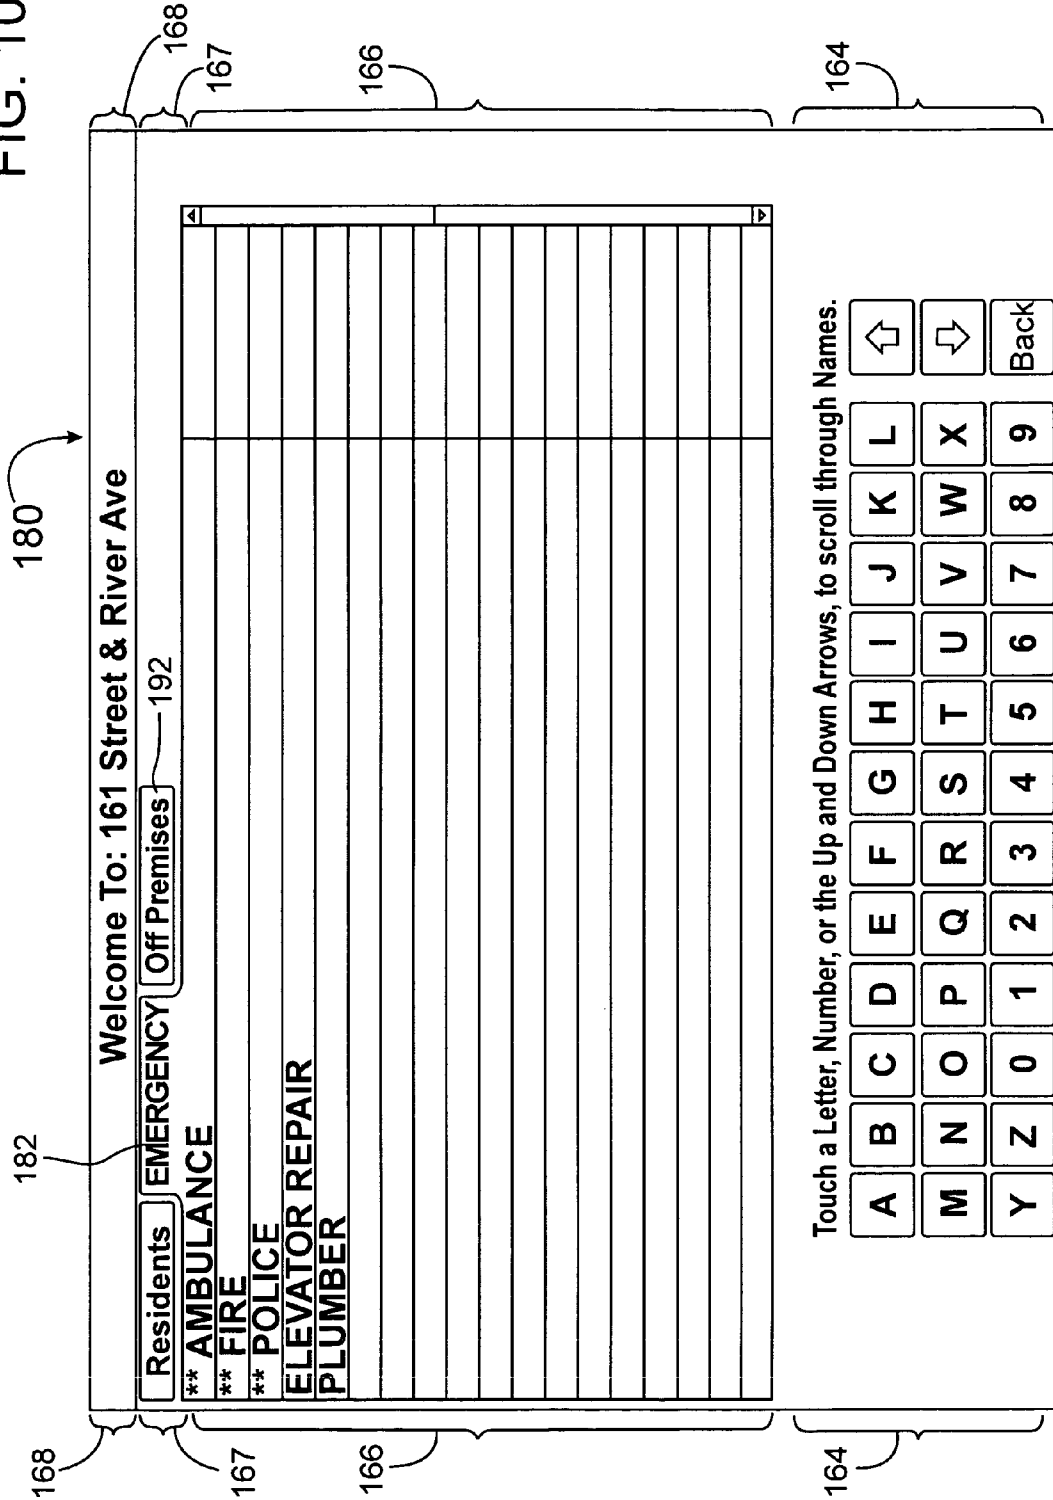 FIG. 10
180
168
Welcome To: 161 Street & River Ave
168
182
192
167
Residents EMERGENCY Off Premises
167
166
** AMBULANCE
** FIRE
** POLICE
ELEVATOR REPAIR
PLUMBER
166
164
Touch a Letter, Number, or the Up and Down Arrows, to scroll through Names.
A B C D E F G H I J K L
M N O P Q R S T U V W X
Y Z 0 1 2 3 4 5 6 7 8 9 Back
164